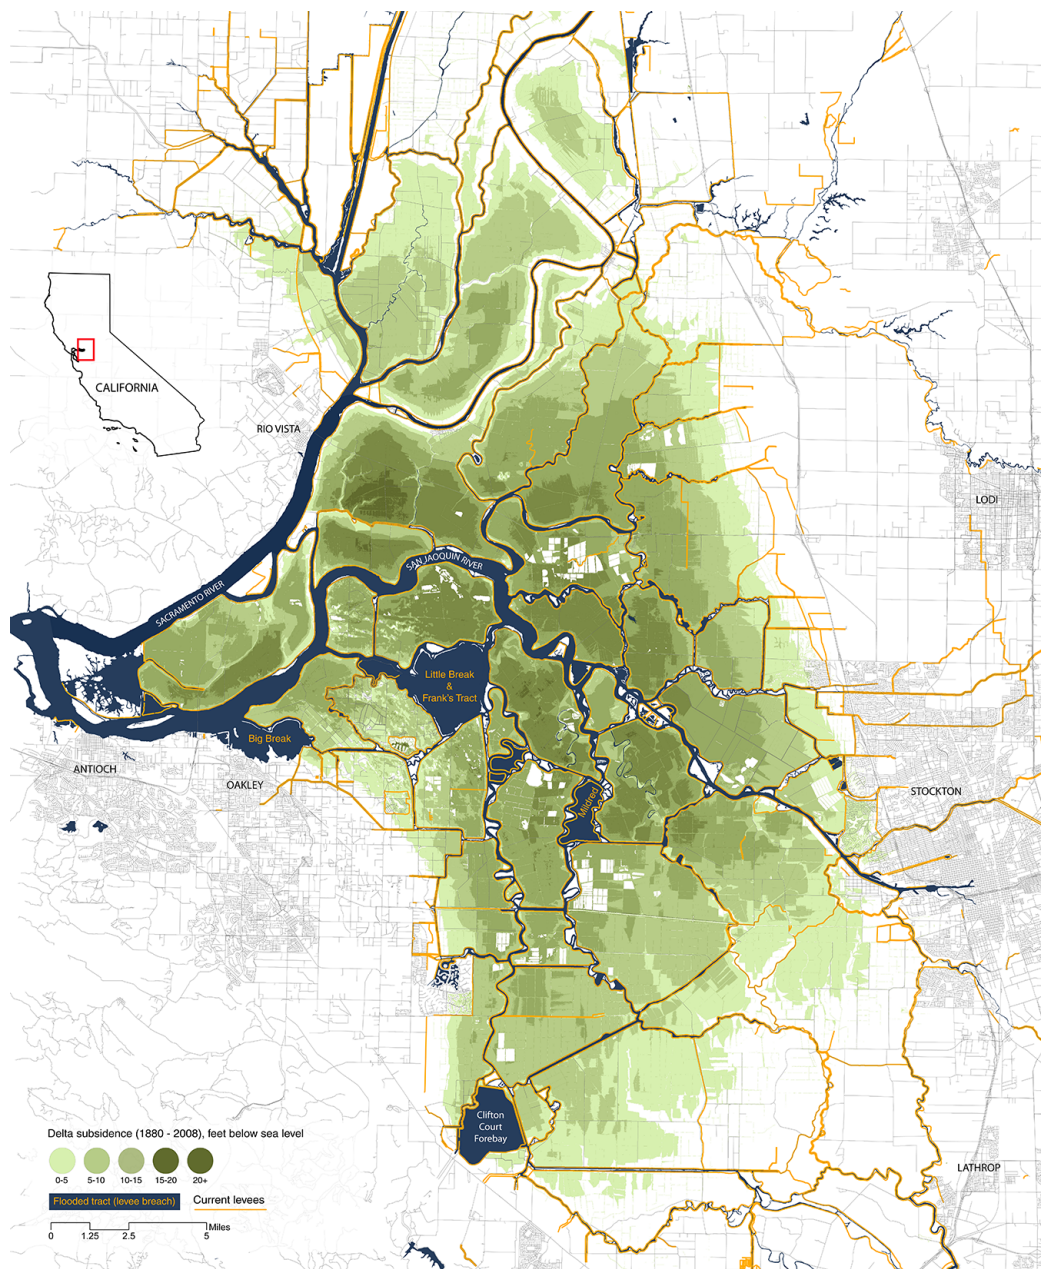 CALIFORNIA
RIO VISTA
LODI
SAN JAOQUIN RIVER
SACRAMENTO RIVER
Little Break
&
Frank's Tract
Big Break
ANTIOCH
OAKLEY
Mildred
STOCKTON
Clifton
Court
Forebay
LATHROP
Delta subsidence (1880 - 2008), feet below sea level
0-5 5-10 10-15 15-20 20+
Flooded tract (levee breach) Current levees
Miles
0 1.25 2.5 5